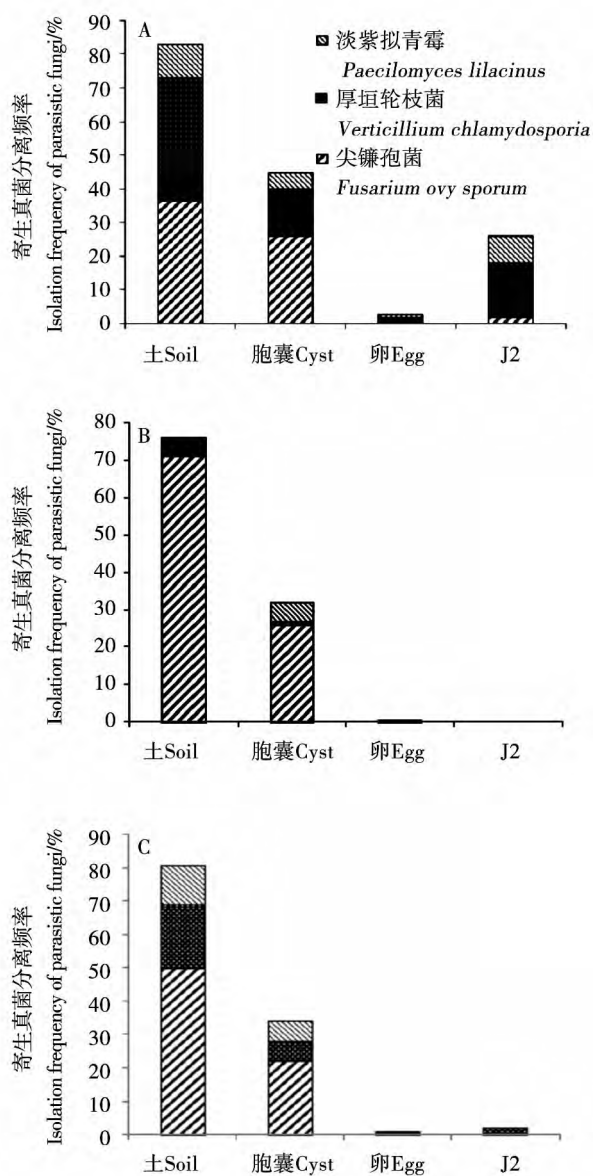 寄生真菌分离频率
Isolation frequency of parasistic fungi/%
90
80
70
60
50
40
30
20
10
0
A
淡紫拟青霉
Paecilomyces lilacinus
厚垣轮枝菌
Verticillium chlamydosporia
尖镰孢菌
Fusarium ovy sporum
土Soil 胞囊Cyst 卵Egg J2
寄生真菌分离频率
Isolation frequency of parasistic fungi/%
80
70
60
50
40
30
20
10
0
B
土Soil 胞囊Cyst 卵Egg J2
寄生真菌分离频率
Isolation frequency of parasistic fungi/%
90
80
70
60
50
40
30
20
10
0
C
土Soil 胞囊Cyst 卵Egg J2